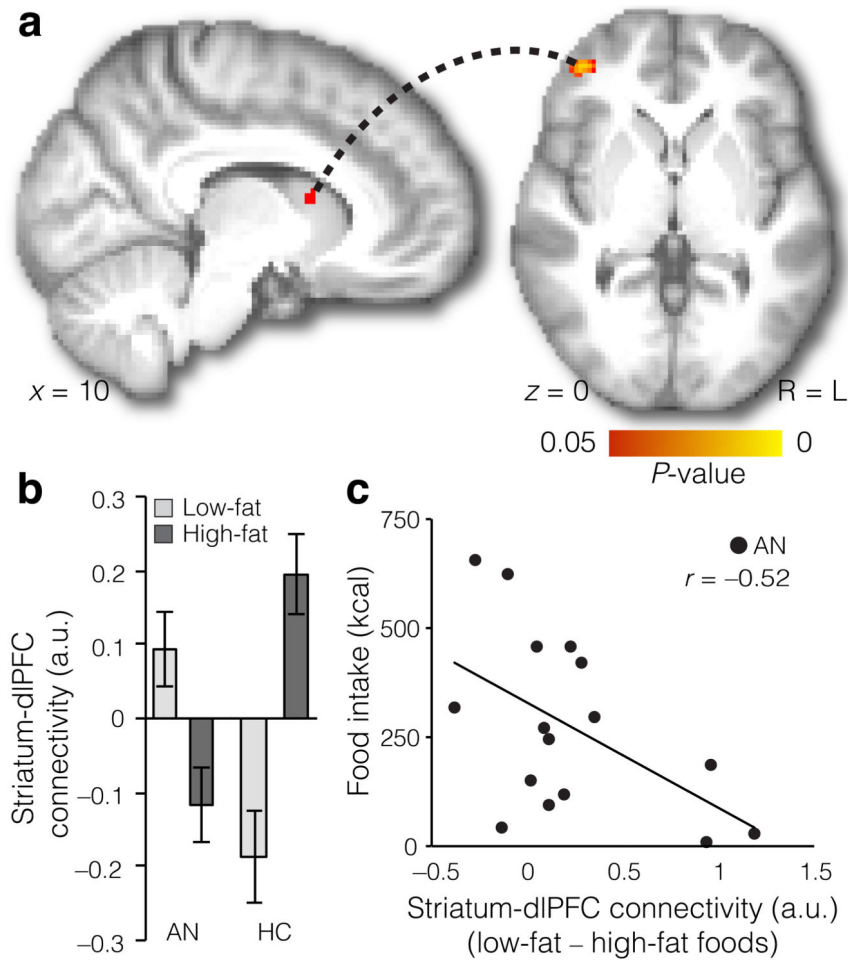 a
x = 10
z = 0
R = L
0.05
0
P-value
b
0.3
0.2
0.1
0
–0.1
–0.2
–0.3
Striatum-dlPFC
connectivity (a.u.)
Low-fat
High-fat
AN
HC
c
750
500
250
0
Food intake (kcal)
AN
r = –0.52
–0.5
0
0.5
1
1.5
Striatum-dlPFC connectivity (a.u.)
(low-fat – high-fat foods)